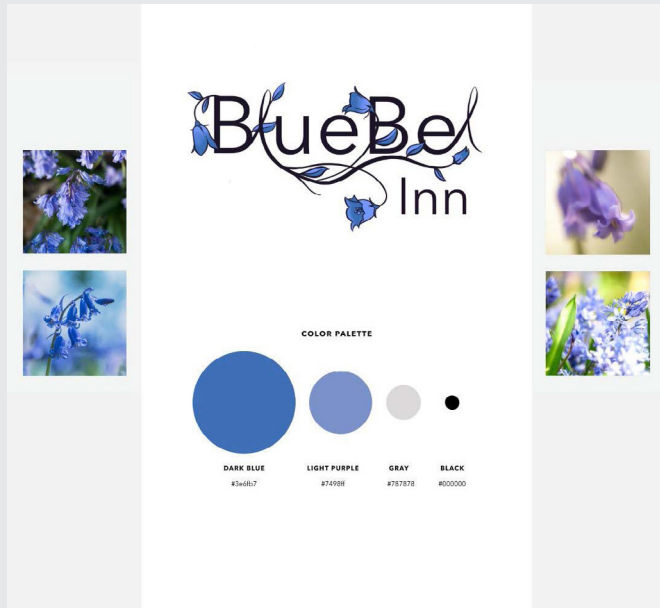 BlueBel
Inn
COLOR PALETTE
DARK BLUE LIGHT PURPLE GRAY BLACK
#3e6fb7 #7498ff #787878 #000000